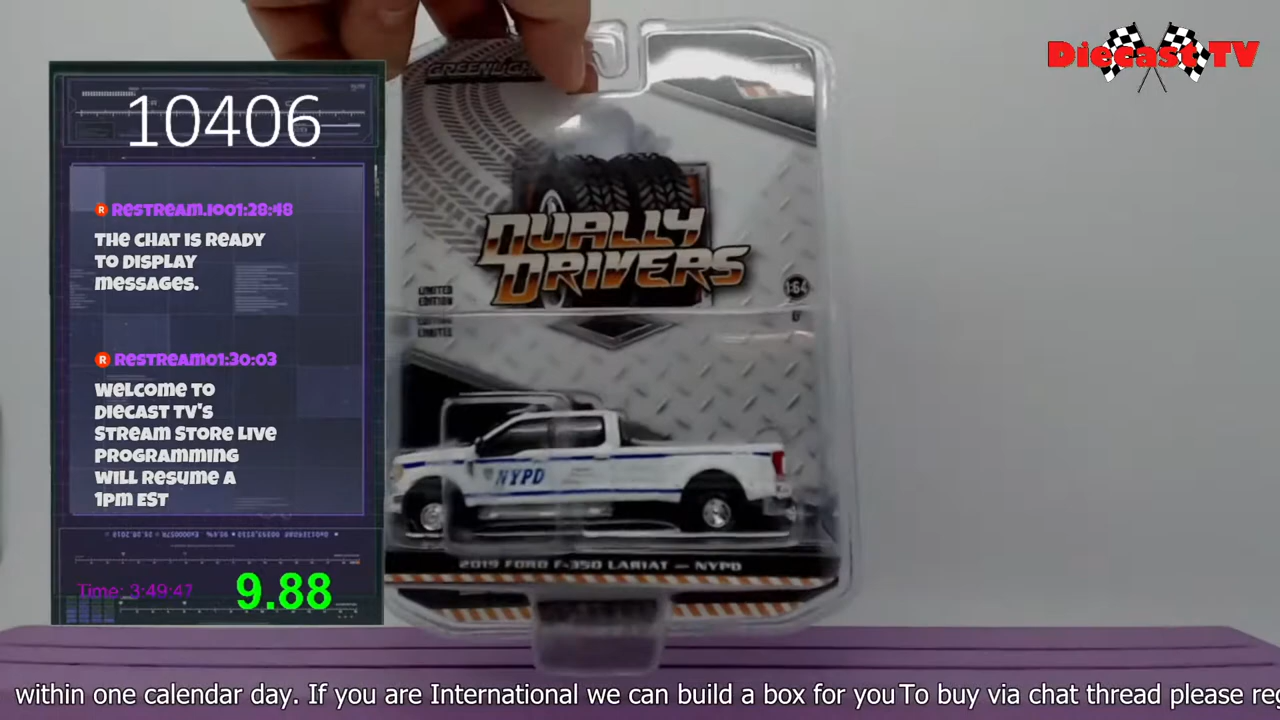 Diecast TV
10406
GREENLIGHT
Restream.io01:28:48
The chat is ready
to display
messages.
DUALLY
DRIVERS
LIMITED
EDITION
1:64
Restream01:30:03
Welcome to
Diecast TV's
Stream Store Live
Programming
will resume a
1pm EST
NYPD
2019 FORD F-350 LARIAT — NYPD
Time: 3:49:47
9.88
within one calendar day. If you are International we can build a box for you To buy via chat thread please reg